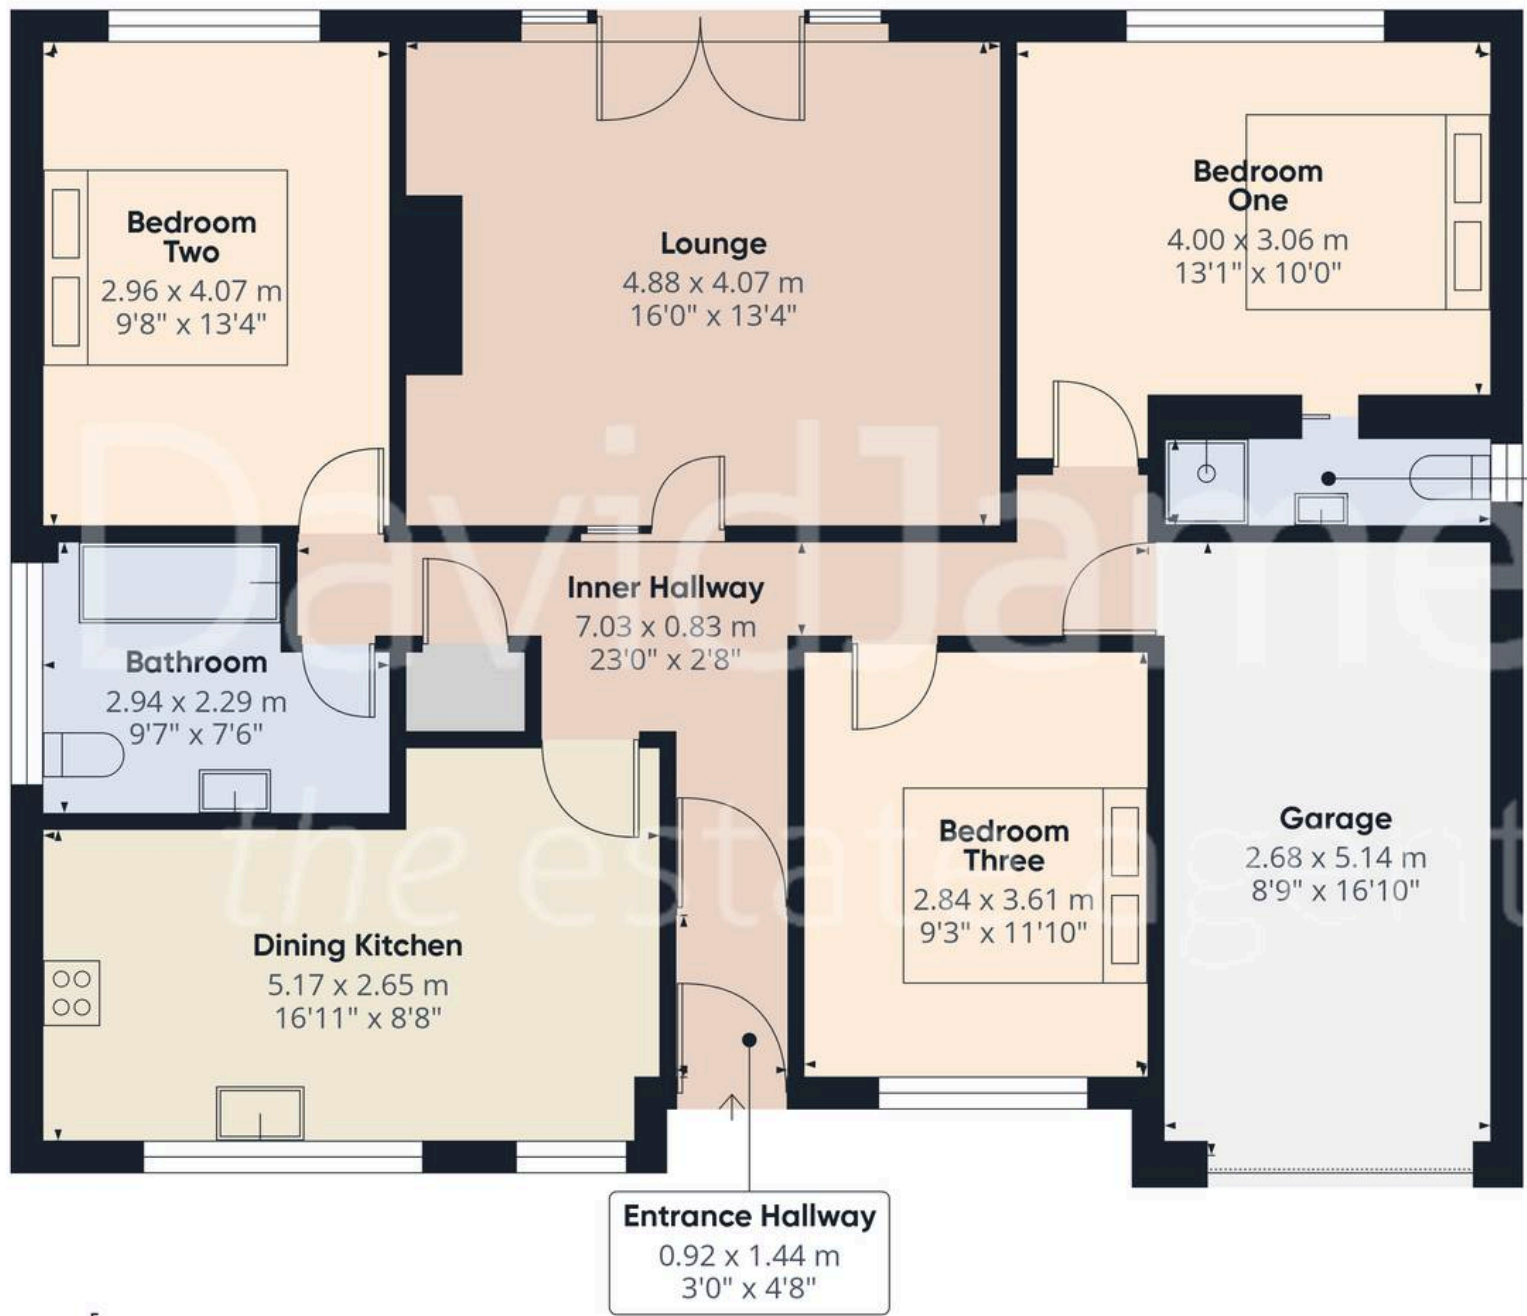 Bedroom
Two
2.96 x 4.07 m
9'8" x 13'4"
Lounge
4.88 x 4.07 m
16'0" x 13'4"
Bedroom
One
4.00 x 3.06 m
13'1" x 10'0"
DavidJame
the estate agent
Inner Hallway
7.03 x 0.83 m
23'0" x 2'8"
Bathroom
2.94 x 2.29 m
9'7" x 7'6"
Dining Kitchen
5.17 x 2.65 m
16'11" x 8'8"
Bedroom
Three
2.84 x 3.61 m
9'3" x 11'10"
Garage
2.68 x 5.14 m
8'9" x 16'10"
Entrance Hallway
0.92 x 1.44 m
3'0" x 4'8"